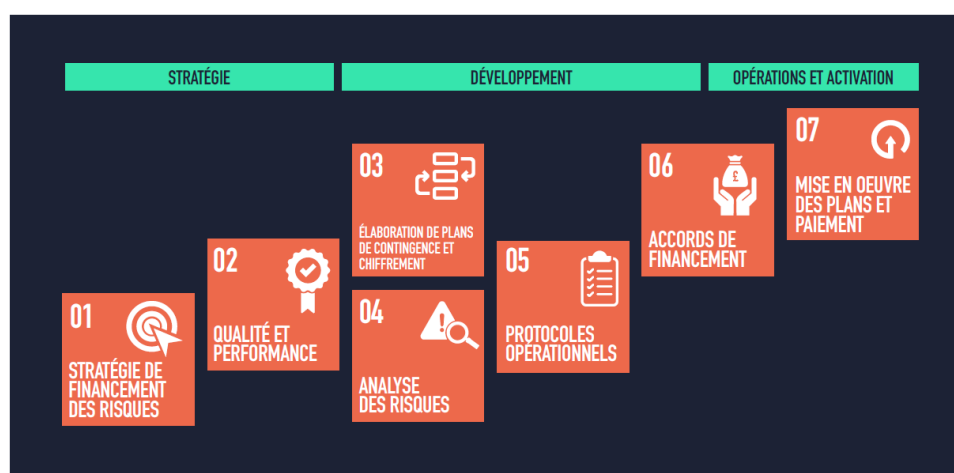 STRATÉGIE
DÉVELOPPEMENT
OPÉRATIONS ET ACTIVATION
01
STRATÉGIE DE
FINANCEMENT
DES RISQUES
02
QUALITÉ ET
PERFORMANCE
03
ÉLABORATION DE PLANS
DE CONTINGENCE ET
CHIFFREMENT
04
ANALYSE
DES RISQUES
05
PROTOCOLES
OPÉRATIONNELS
06
£
ACCORDS DE
FINANCEMENT
07
MISE EN OEUVRE
DES PLANS ET
PAIEMENT